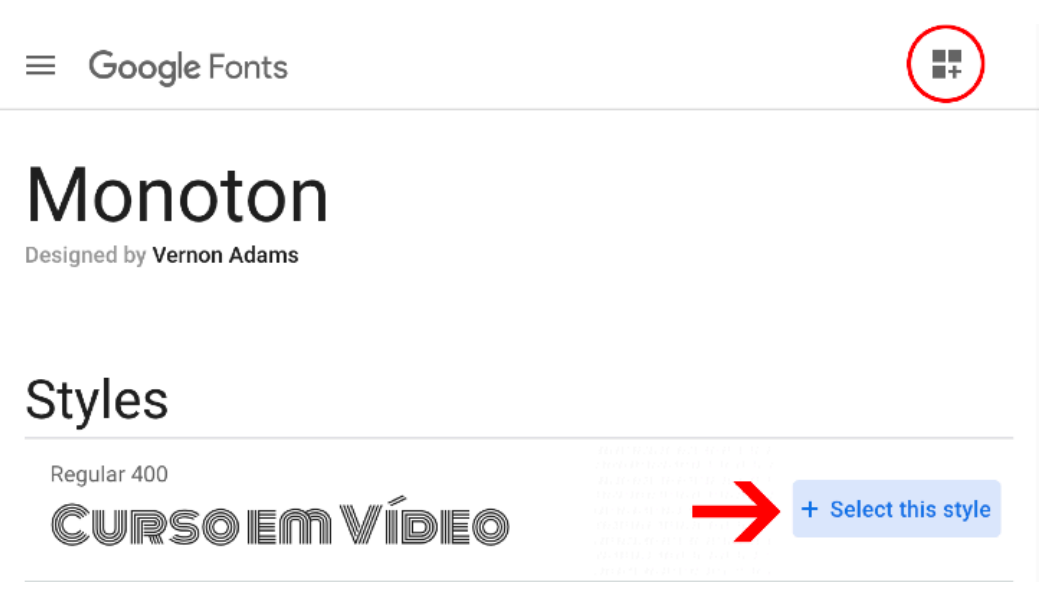 Google Fonts
Monoton
Designed by Vernon Adams
Styles
Regular 400
Curso em Vídeo
+ Select this style